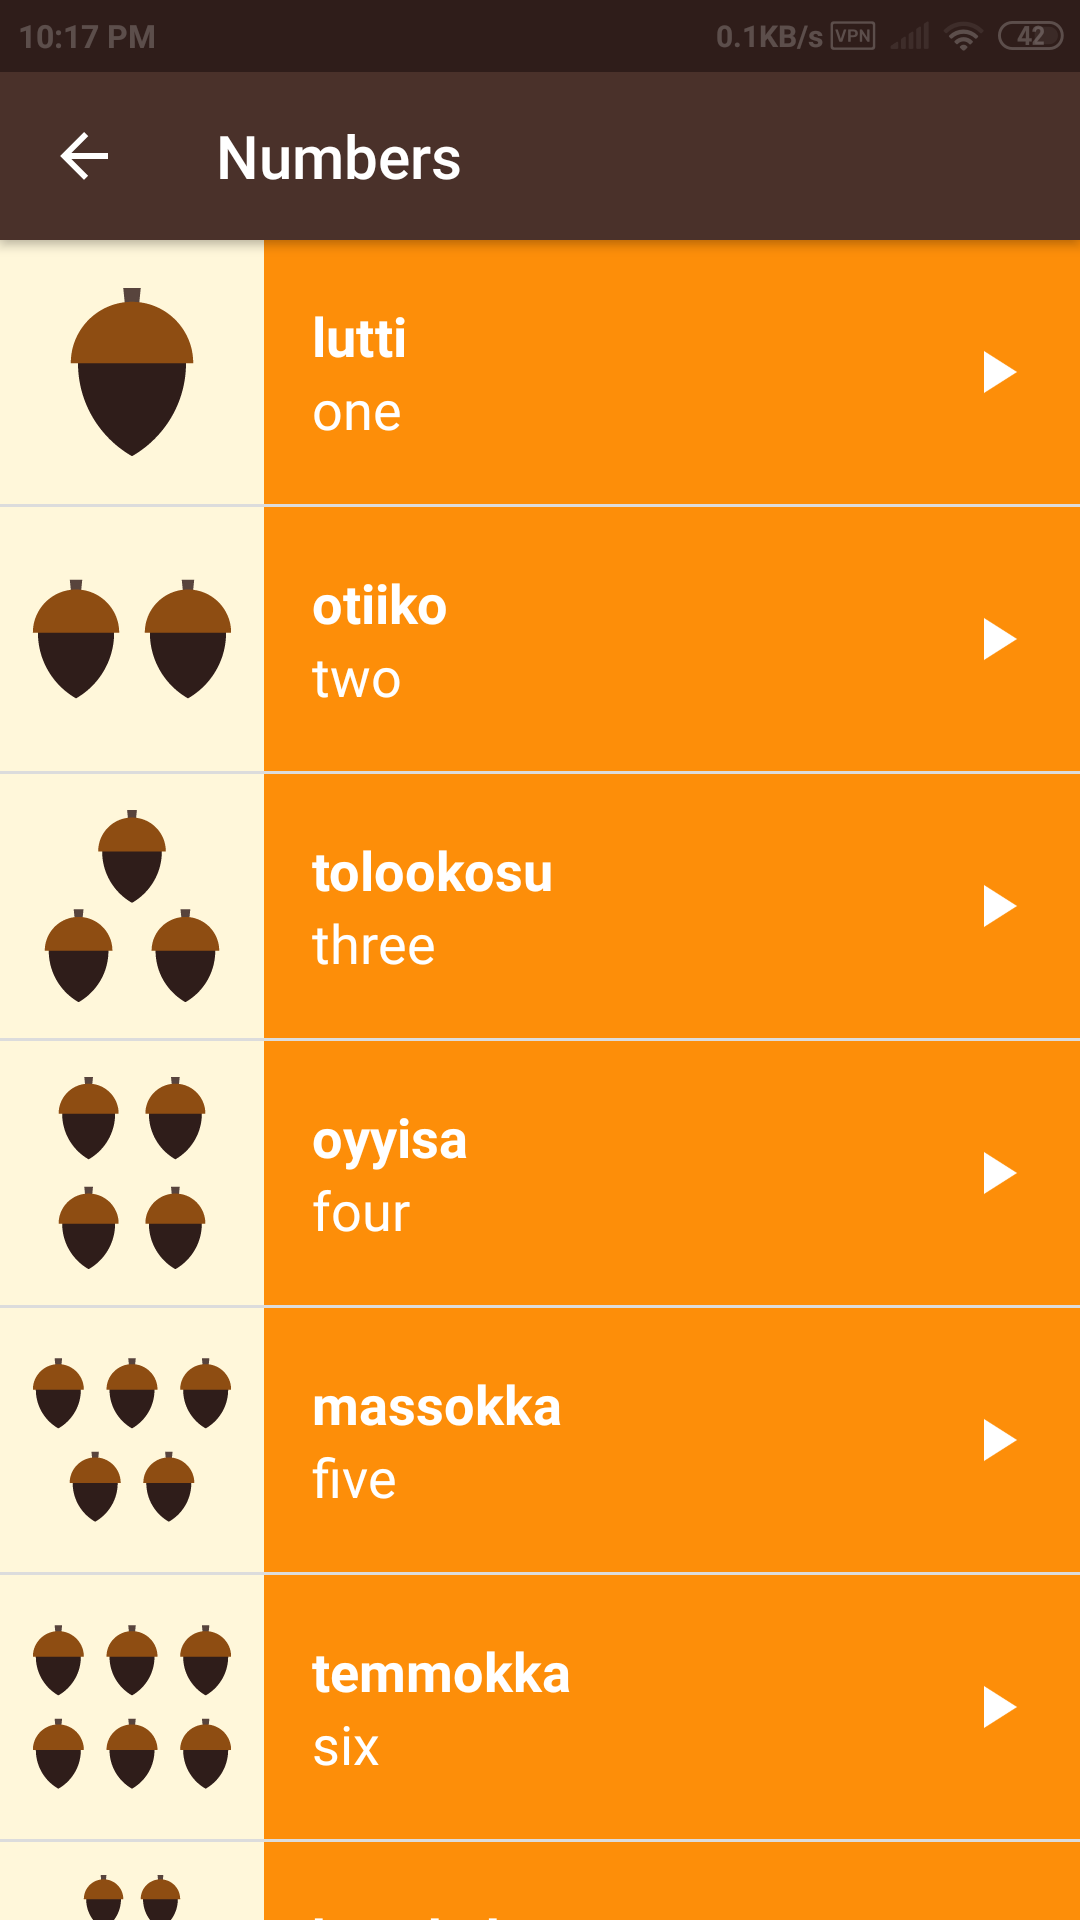 10:17 PM 0.1KB/s VPN 42
Numbers
lutti
one
otiiko
two
tolookosu
three
oyyisa
four
massokka
five
temmokka
six